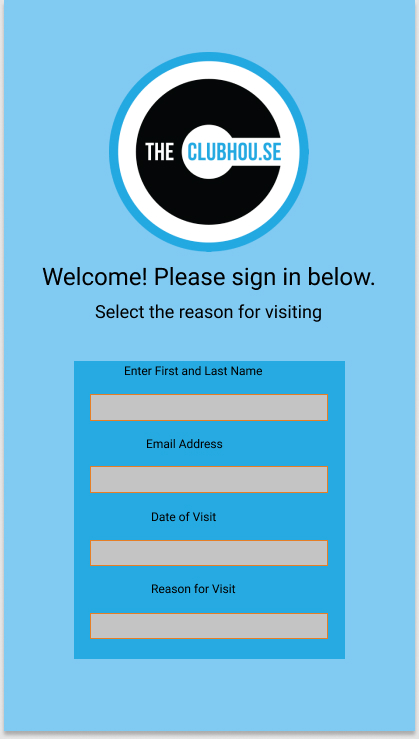 THE CLUBHOU.SE
Welcome! Please sign in below.
Select the reason for visiting
Enter First and Last Name
Email Address
Date of Visit
Reason for Visit